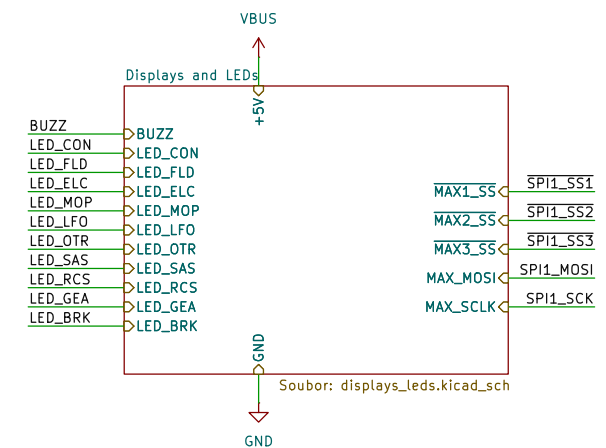 VBUS
Displays and LEDs
+5V
BUZZ
BUZZ
LED_CON
LED_CON
LED_FLD
LED_FLD
LED_ELC
LED_ELC
LED_MOP
LED_MOP
LED_LFO
LED_LFO
LED_OTR
LED_OTR
LED_SAS
LED_SAS
LED_RCS
LED_RCS
LED_GEA
LED_GEA
LED_BRK
LED_BRK
MAX1_SS
SPI1_SS1
MAX2_SS
SPI1_SS2
MAX3_SS
SPI1_SS3
MAX_MOSI
SPI1_MOSI
MAX_SCLK
SPI1_SCK
GND
Soubor: displays_leds.kicad_sch
GND